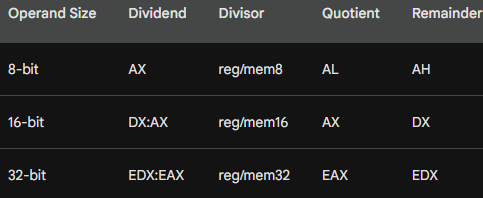 Operand Size Dividend Divisor Quotient Remainder
8-bit AX reg/mem8 AL AH
16-bit DX:AX reg/mem16 AX DX
32-bit EDX:EAX reg/mem32 EAX EDX